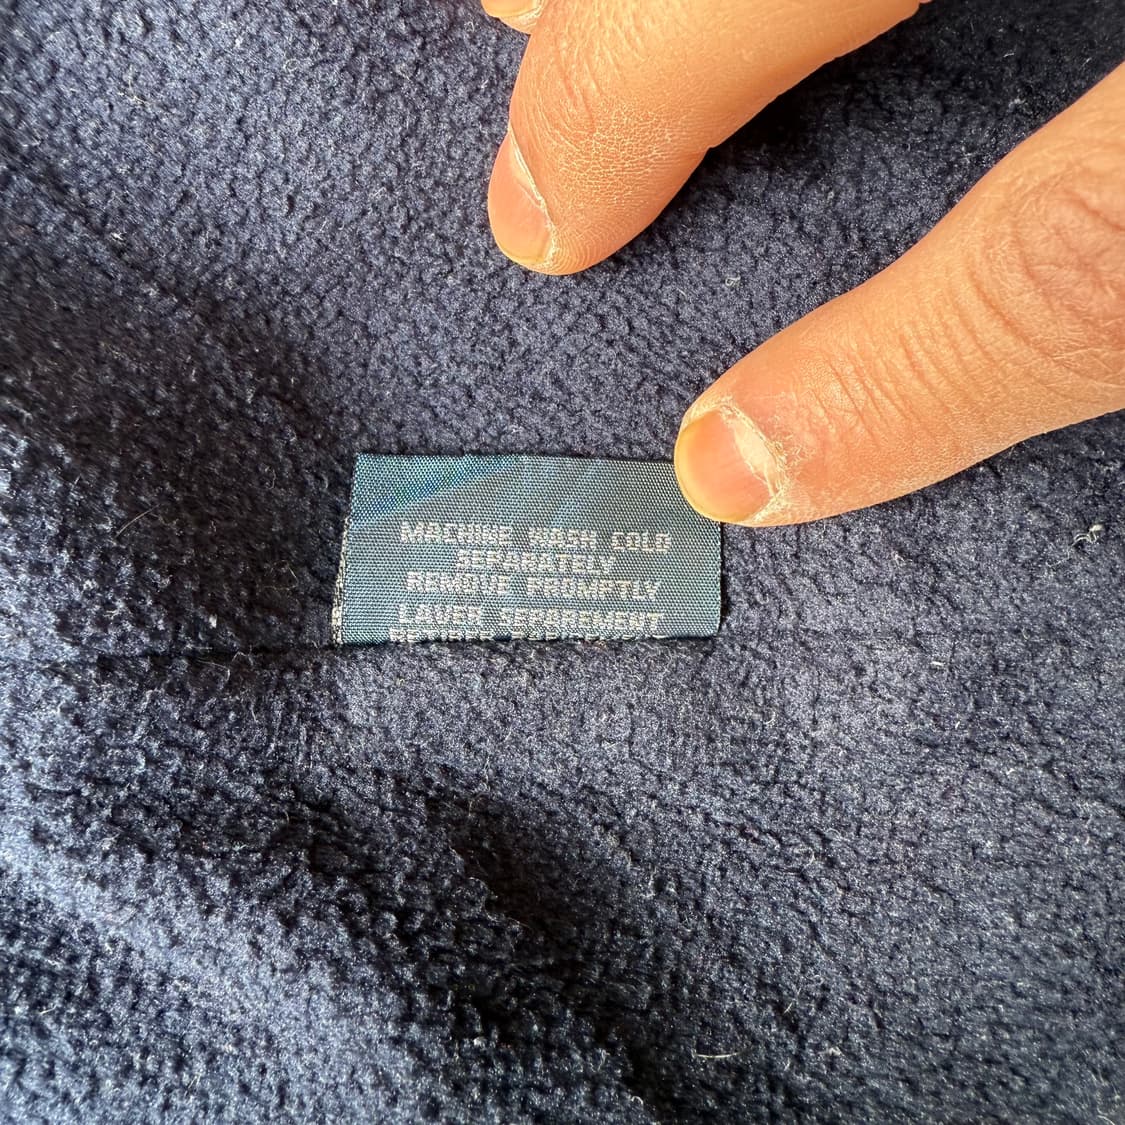 MACHINE WASH COLD
SEPARATELY
REMOVE PROMPTLY
LAVER SEPAREMENT